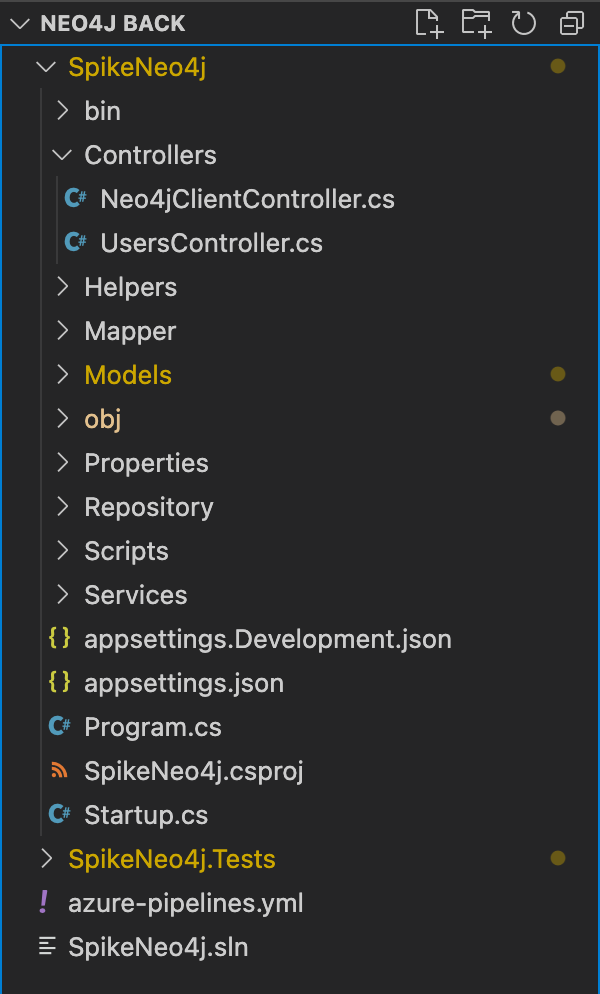 NEO4J BACK
SpikeNeo4j
bin
Controllers
C# Neo4jClientController.cs
C# UsersController.cs
Helpers
Mapper
Models
obj
Properties
Repository
Scripts
Services
{} appsettings.Development.json
{} appsettings.json
C# Program.cs
SpikeNeo4j.csproj
C# Startup.cs
SpikeNeo4j.Tests
! azure-pipelines.yml
SpikeNeo4j.sln